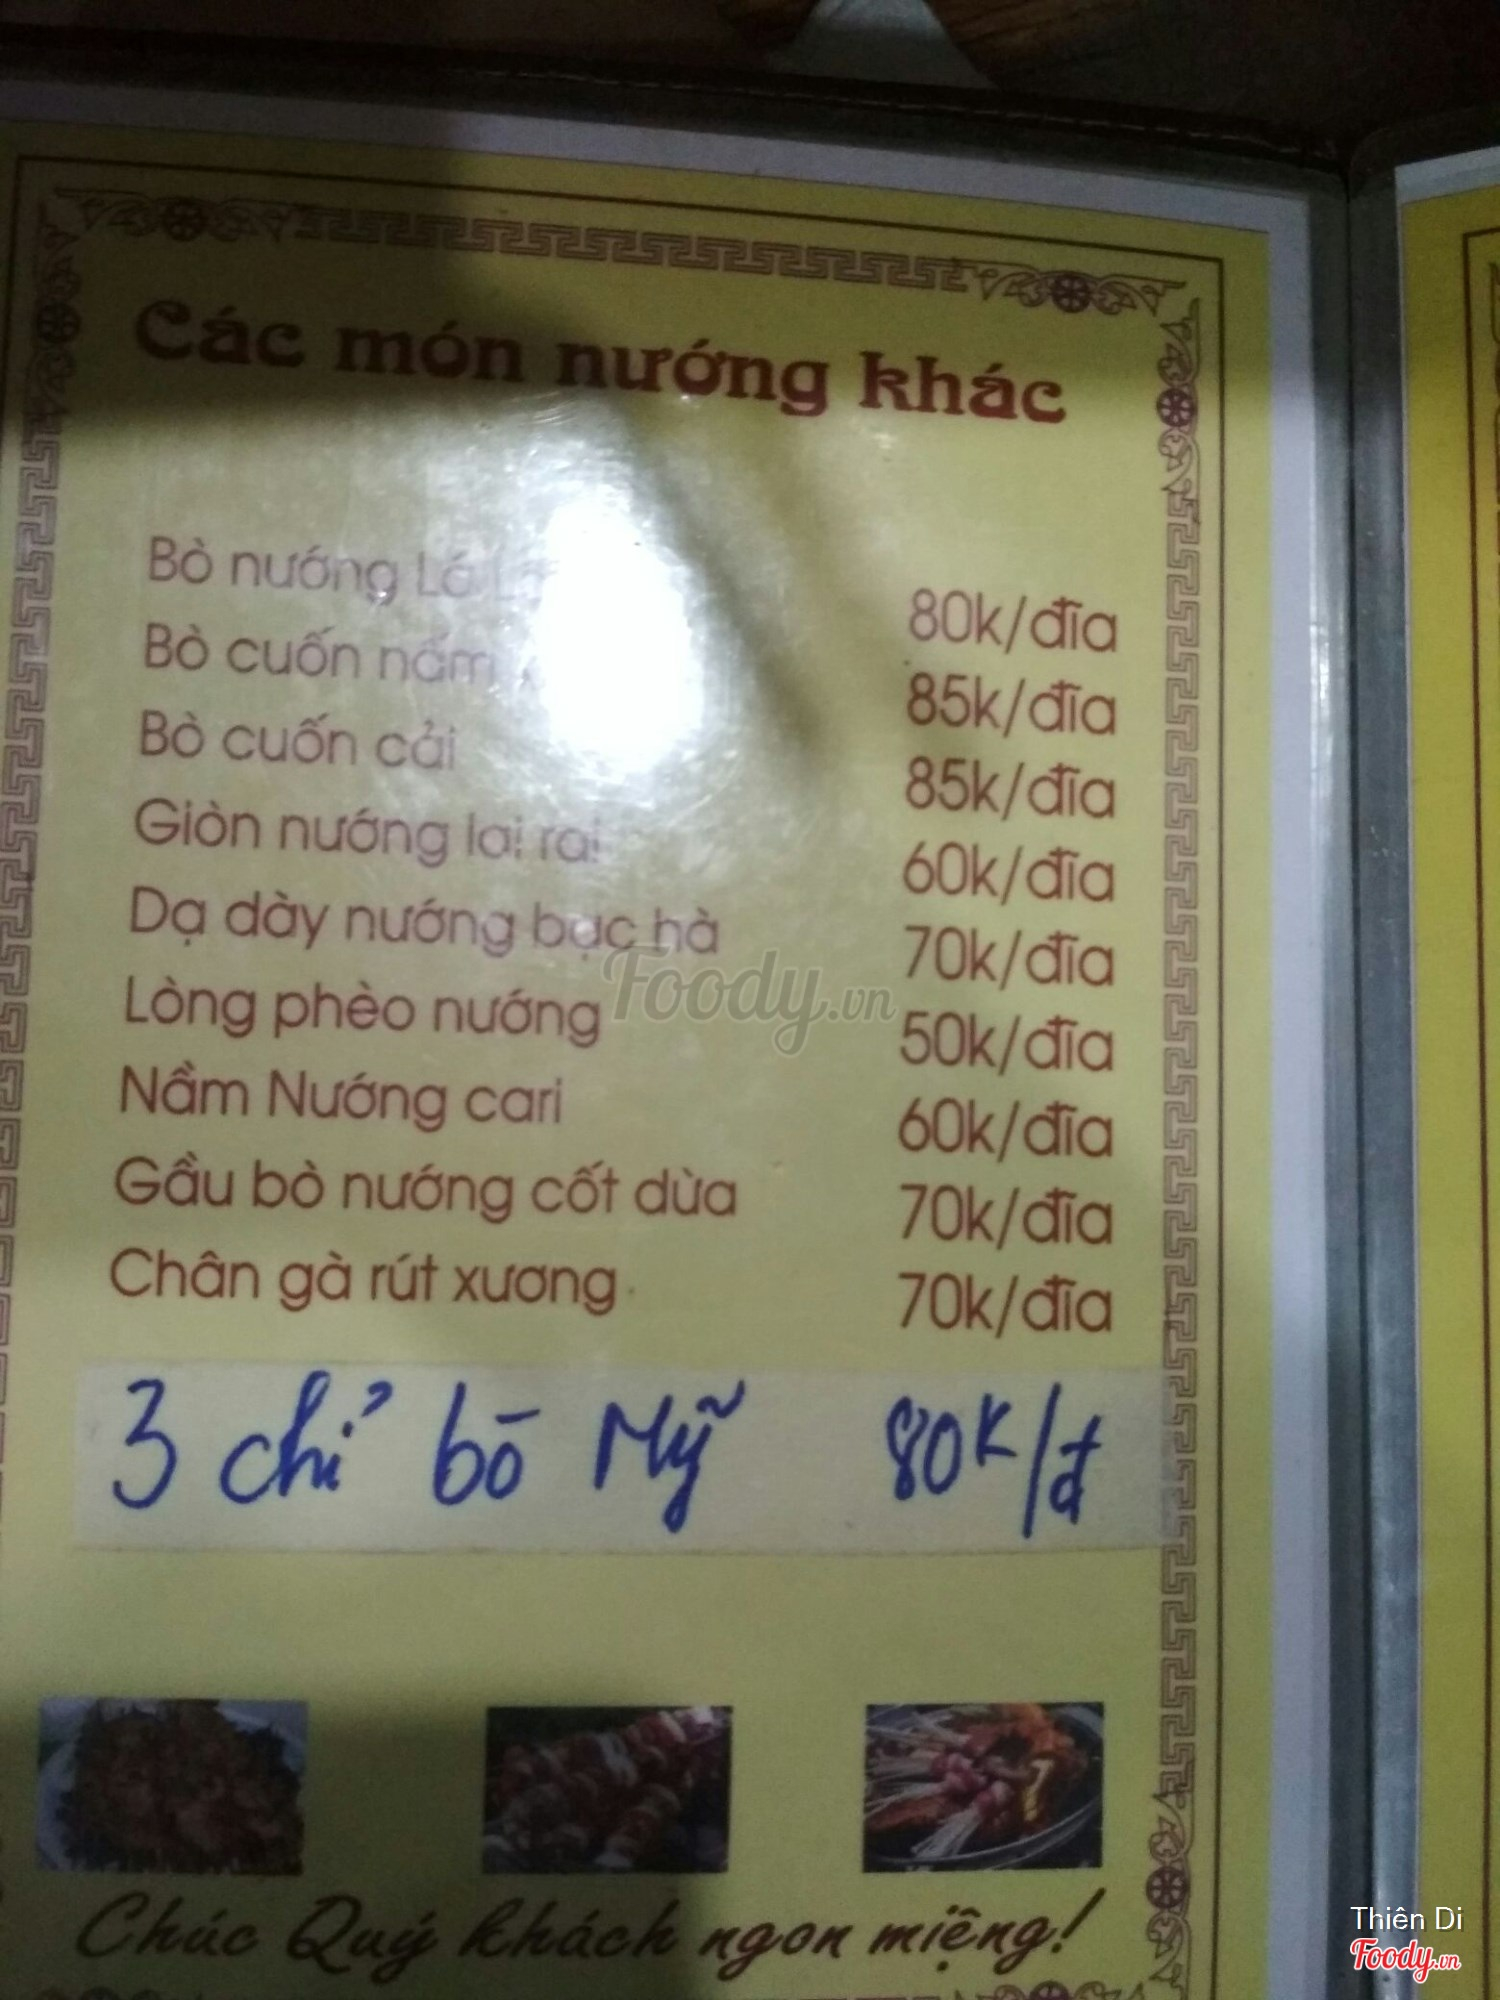 Các món nướng khác
Bò nướng Lá
80k/đĩa
Bò cuốn nấm
85k/đĩa
Bò cuốn cải
85k/đĩa
Giòn nướng lai rai
60k/đĩa
Dạ dày nướng bạc hà
70k/đĩa
Lòng phèo nướng
50k/đĩa
Nầm Nướng cari
60k/đĩa
Gầu bò nướng cốt dừa
70k/đĩa
Chân gà rút xương
70k/đĩa
3 chỉ bò Mỹ 80K/đ
Chúc Quý khách ngon miệng!
Foody.vn
Thiên Di
Foody.vn